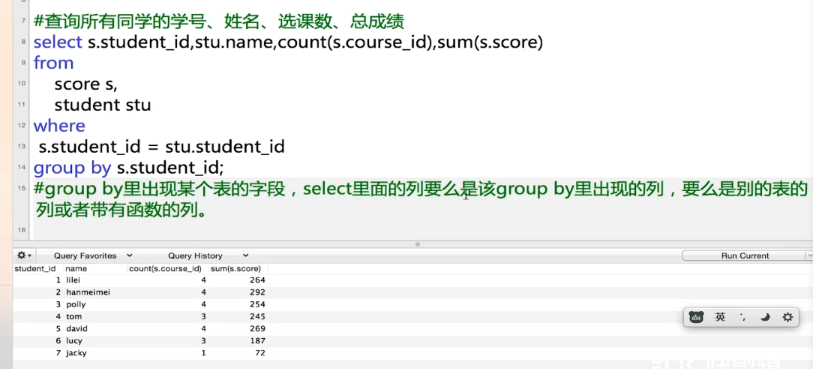 7 #查询所有同学的学号、姓名、选课数、总成绩
8 select s.student_id,stu.name,count(s.course_id),sum(s.score)
9 from
10 score s,
11 student stu
12 where
13 s.student_id = stu.student_id
14 group by s.student_id;
15 #group by里出现某个表的字段，select里面的列要么是该group by里出现的列，要么是别的表的
列或者带有函数的列。
16
Query Favorites Query History Run Current
student_id name count(s.course_id) sum(s.score)
1 lilei 4 264
2 hanmeimei 4 292
3 polly 4 254
4 tom 3 245
5 david 4 269
6 lucy 3 187
7 jacky 1 72
du 英